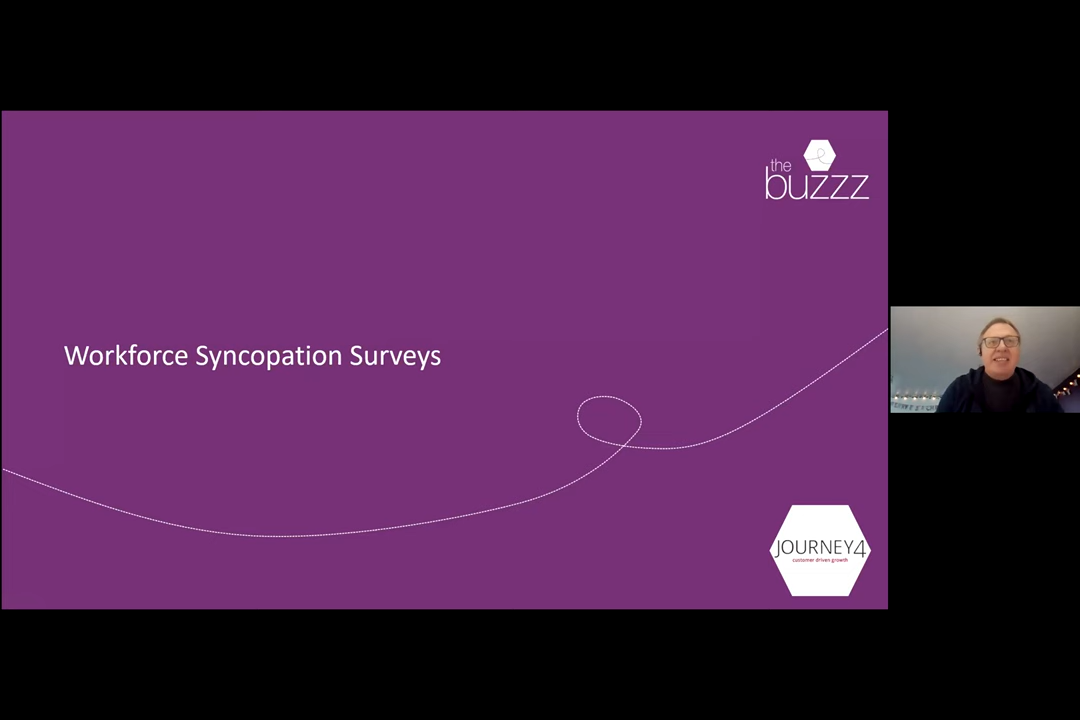 the
buzzz
Workforce Syncopation Surveys
JOURNEY4
customer driven growth